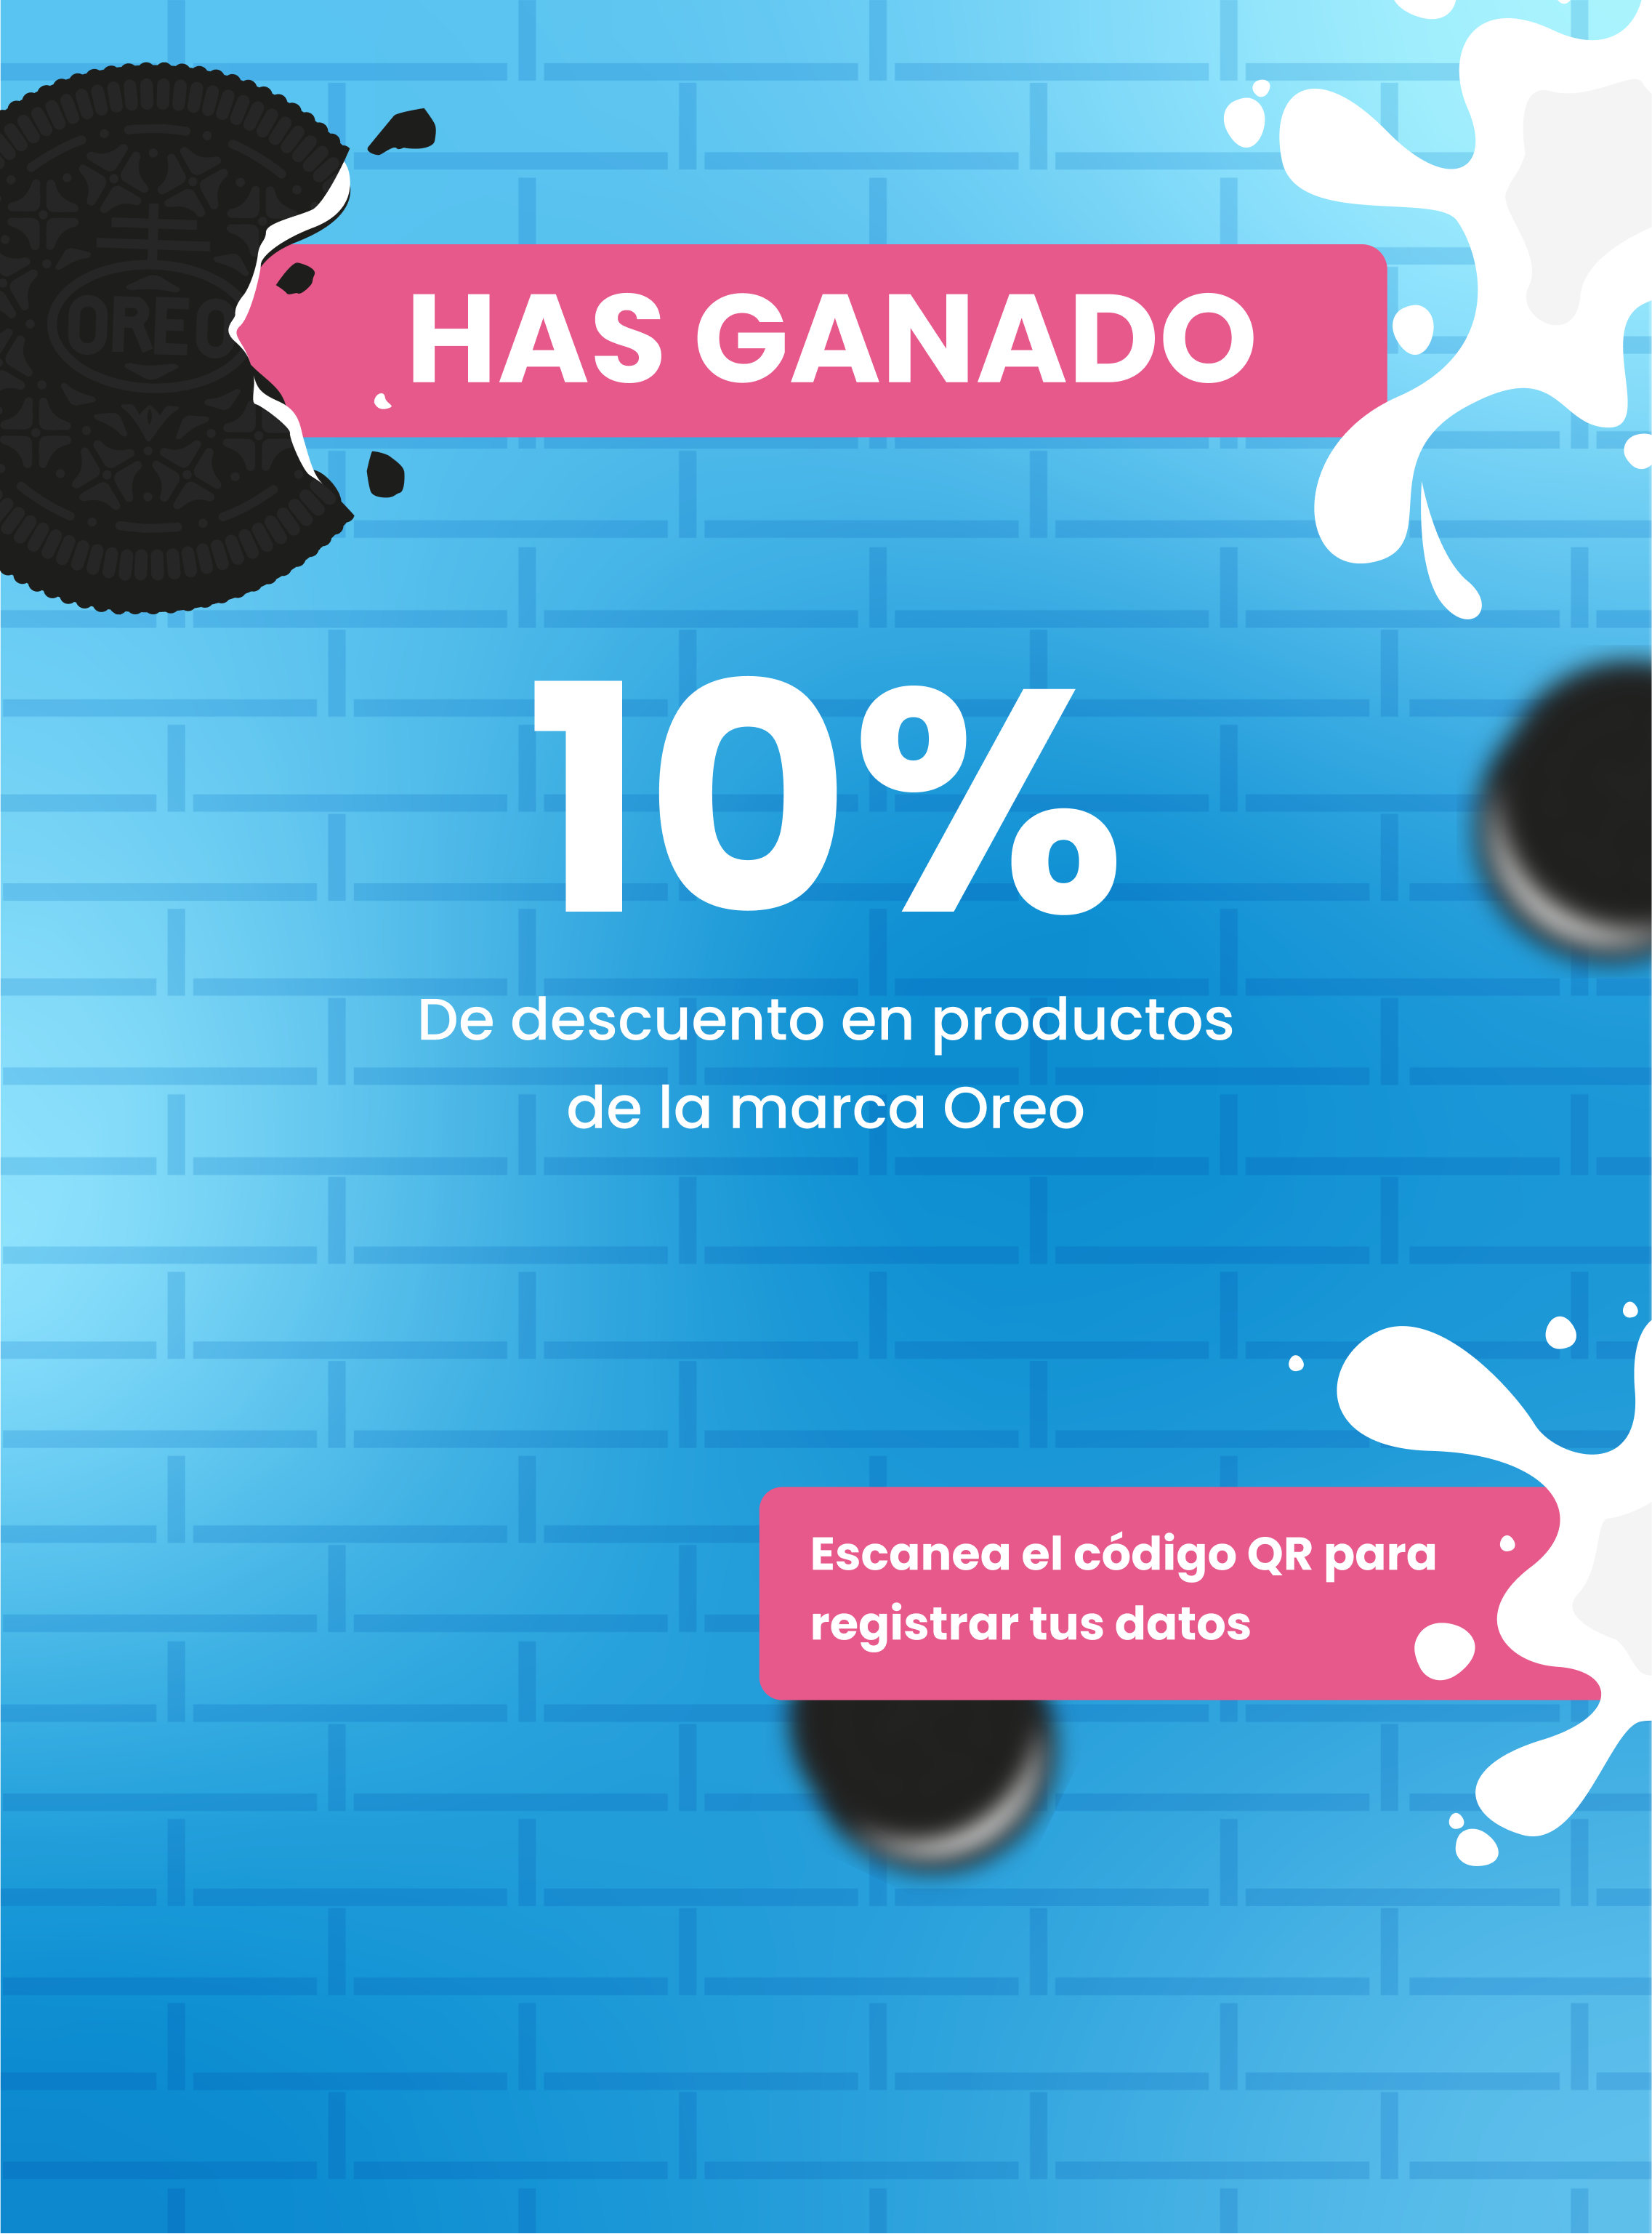 OREO
HAS GANADO
10%
De descuento en productos
de la marca Oreo
Escanea el código QR para
registrar tus datos